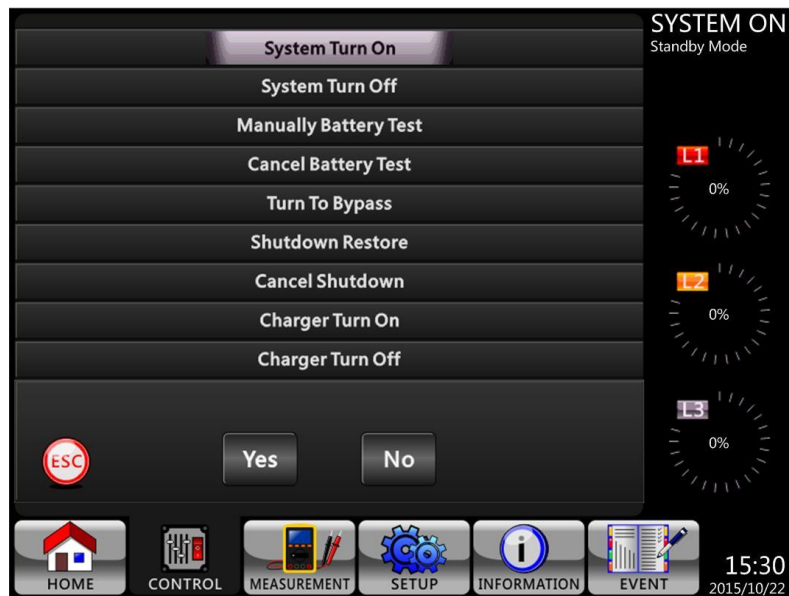 SYSTEM ON
Standby Mode
System Turn On
System Turn Off
Manually Battery Test
Cancel Battery Test
Turn To Bypass
Shutdown Restore
Cancel Shutdown
Charger Turn On
Charger Turn Off
L1
0%
L2
0%
L3
0%
ESC
Yes
No
HOME
CONTROL
MEASUREMENT
SETUP
INFORMATION
EVENT
15:30
2015/10/22